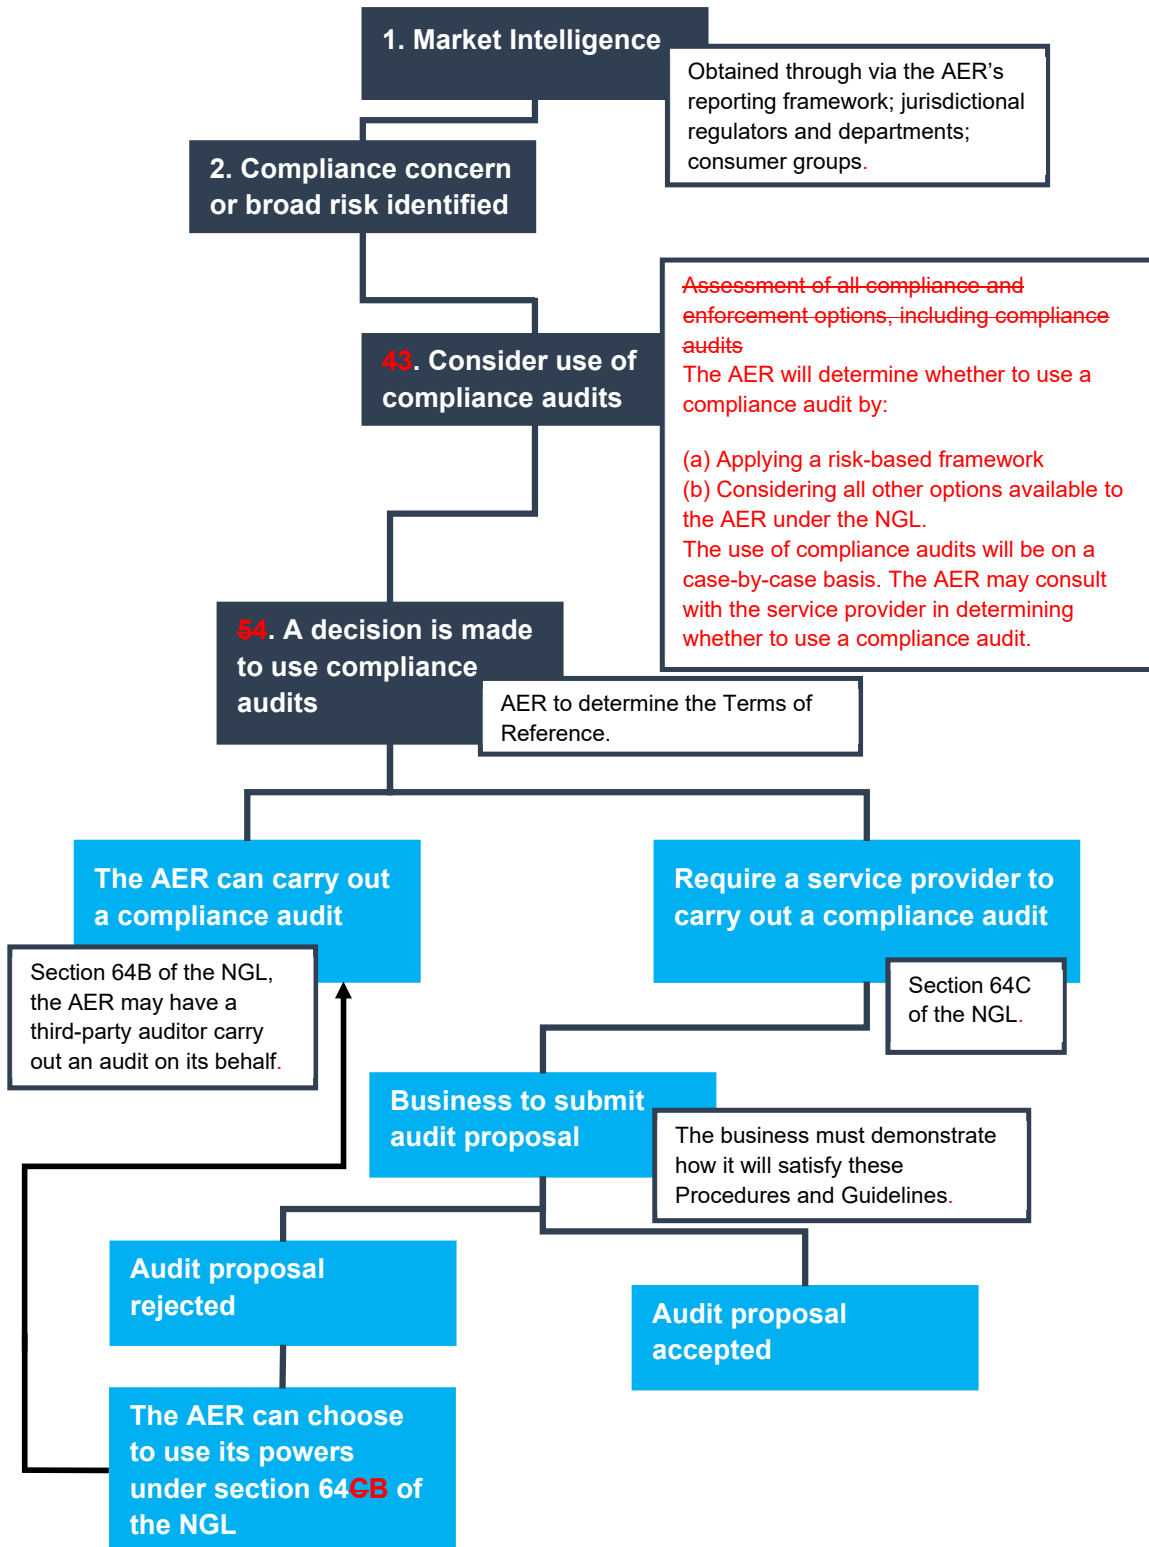 1. Market Intelligence
Obtained through via the AER’s
reporting framework; jurisdictional
regulators and departments;
consumer groups.
2. Compliance concern
or broad risk identified
Assessment of all compliance and
enforcement options, including compliance
audits
The AER will determine whether to use a
compliance audit by:
(a) Applying a risk-based framework
(b) Considering all other options available to
the AER under the NGL.
The use of compliance audits will be on a
case-by-case basis. The AER may consult
with the service provider in determining
whether to use a compliance audit.
43. Consider use of
compliance audits
54. A decision is made
to use compliance
audits
AER to determine the Terms of
Reference.
The AER can carry out
a compliance audit
Section 64B of the NGL,
the AER may have a
third-party auditor carry
out an audit on its behalf.
Require a service provider to
carry out a compliance audit
Section 64C
of the NGL.
Business to submit
audit proposal
The business must demonstrate
how it will satisfy these
Procedures and Guidelines.
Audit proposal
rejected
Audit proposal
accepted
The AER can choose
to use its powers
under section 64CB of
the NGL